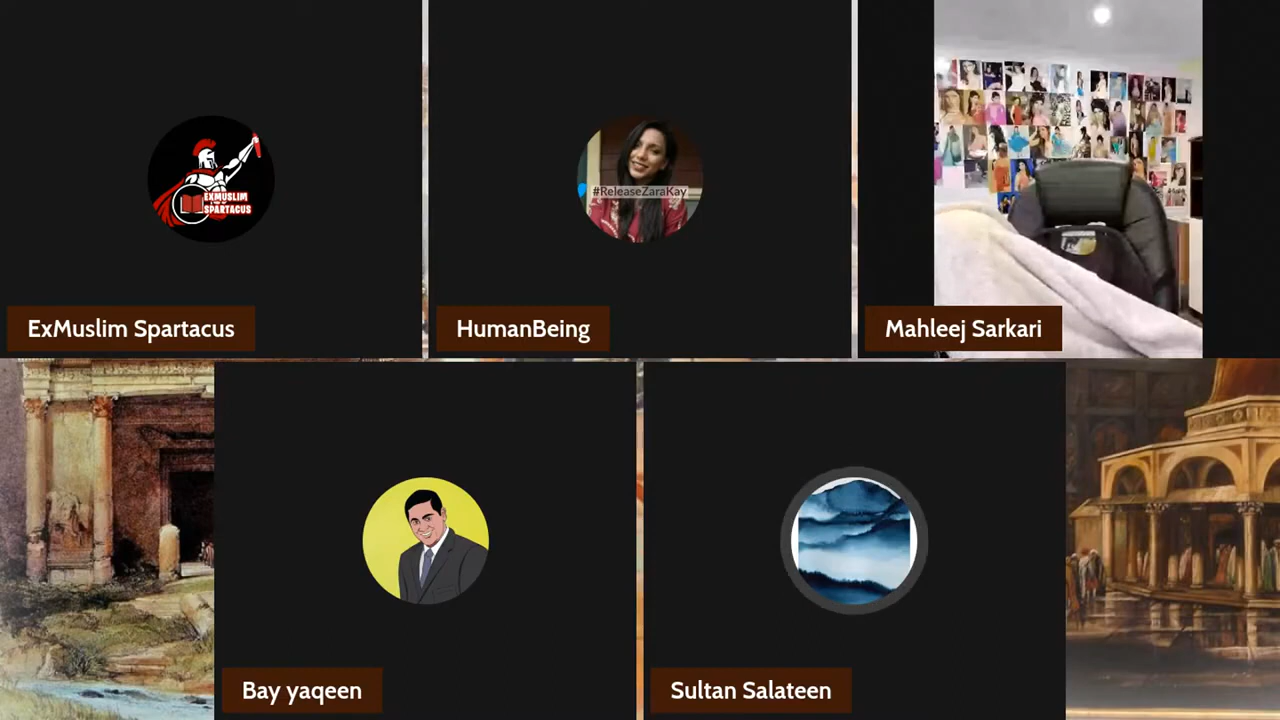 EXMUSLIM
SPARTACUS
#ReleaseZaraKay
ExMuslim Spartacus
HumanBeing
Mahleej Sarkari
Bay yaqeen
Sultan Salateen